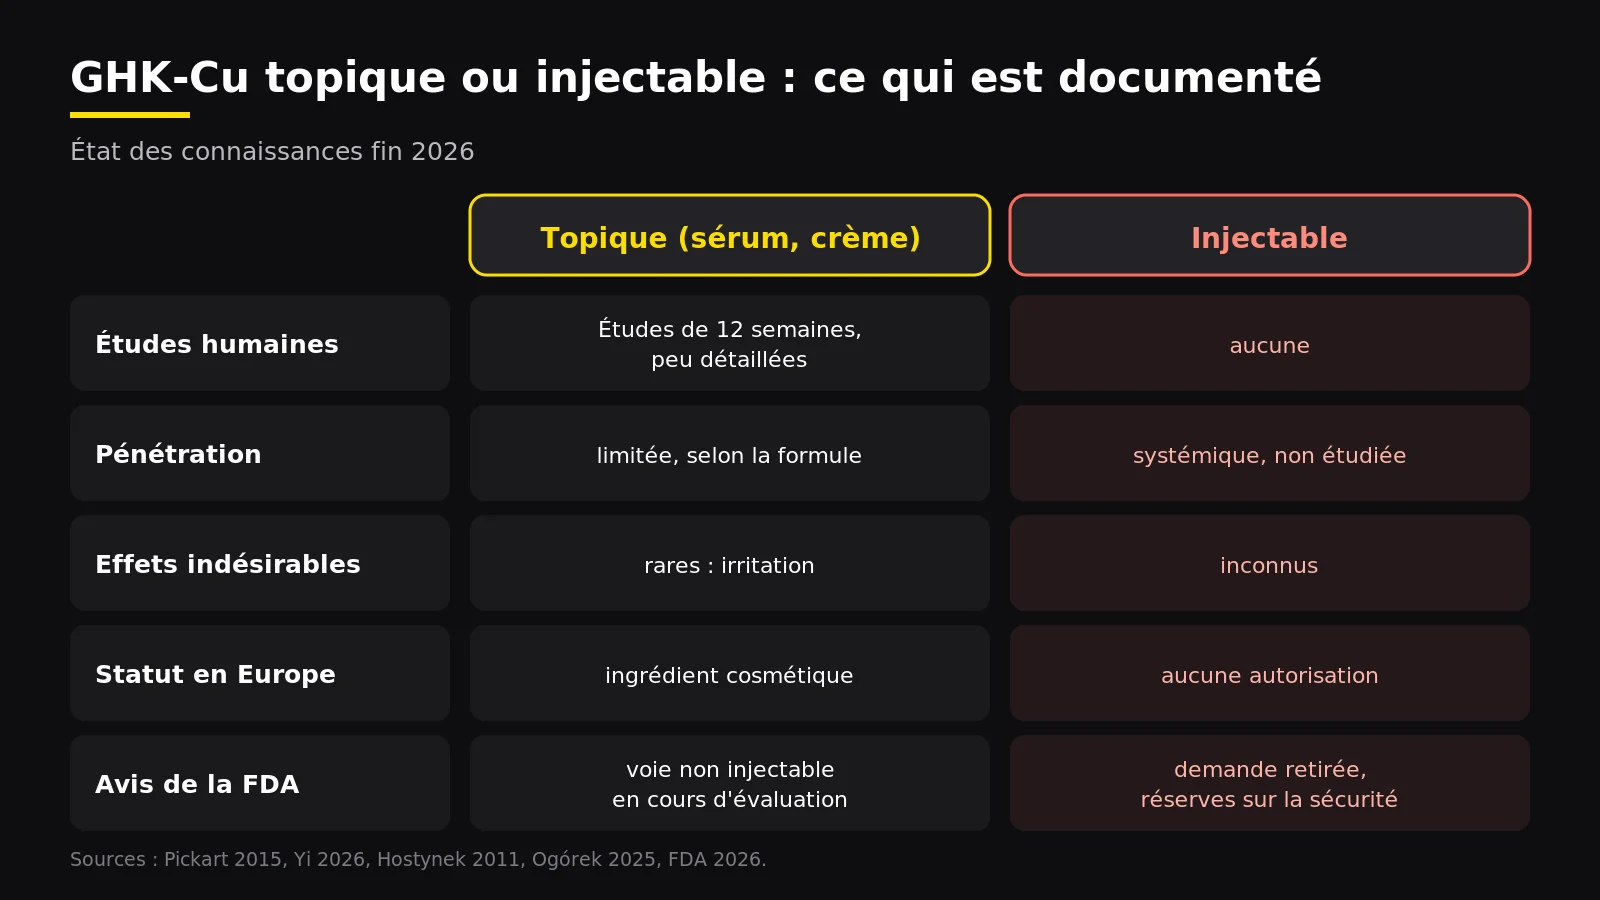 GHK-Cu topique ou injectable : ce qui est documenté
État des connaissances fin 2026
Topique (sérum, crème)
Injectable
Études humaines
Études de 12 semaines,
peu détaillées
aucune
Pénétration
limitée, selon la formule
systémique, non étudiée
Effets indésirables
rares : irritation
inconnus
Statut en Europe
ingrédient cosmétique
aucune autorisation
Avis de la FDA
voie non injectable
en cours d'évaluation
demande retirée,
réserves sur la sécurité
Sources : Pickart 2015, Yi 2026, Hostynek 2011, Ogórek 2025, FDA 2026.